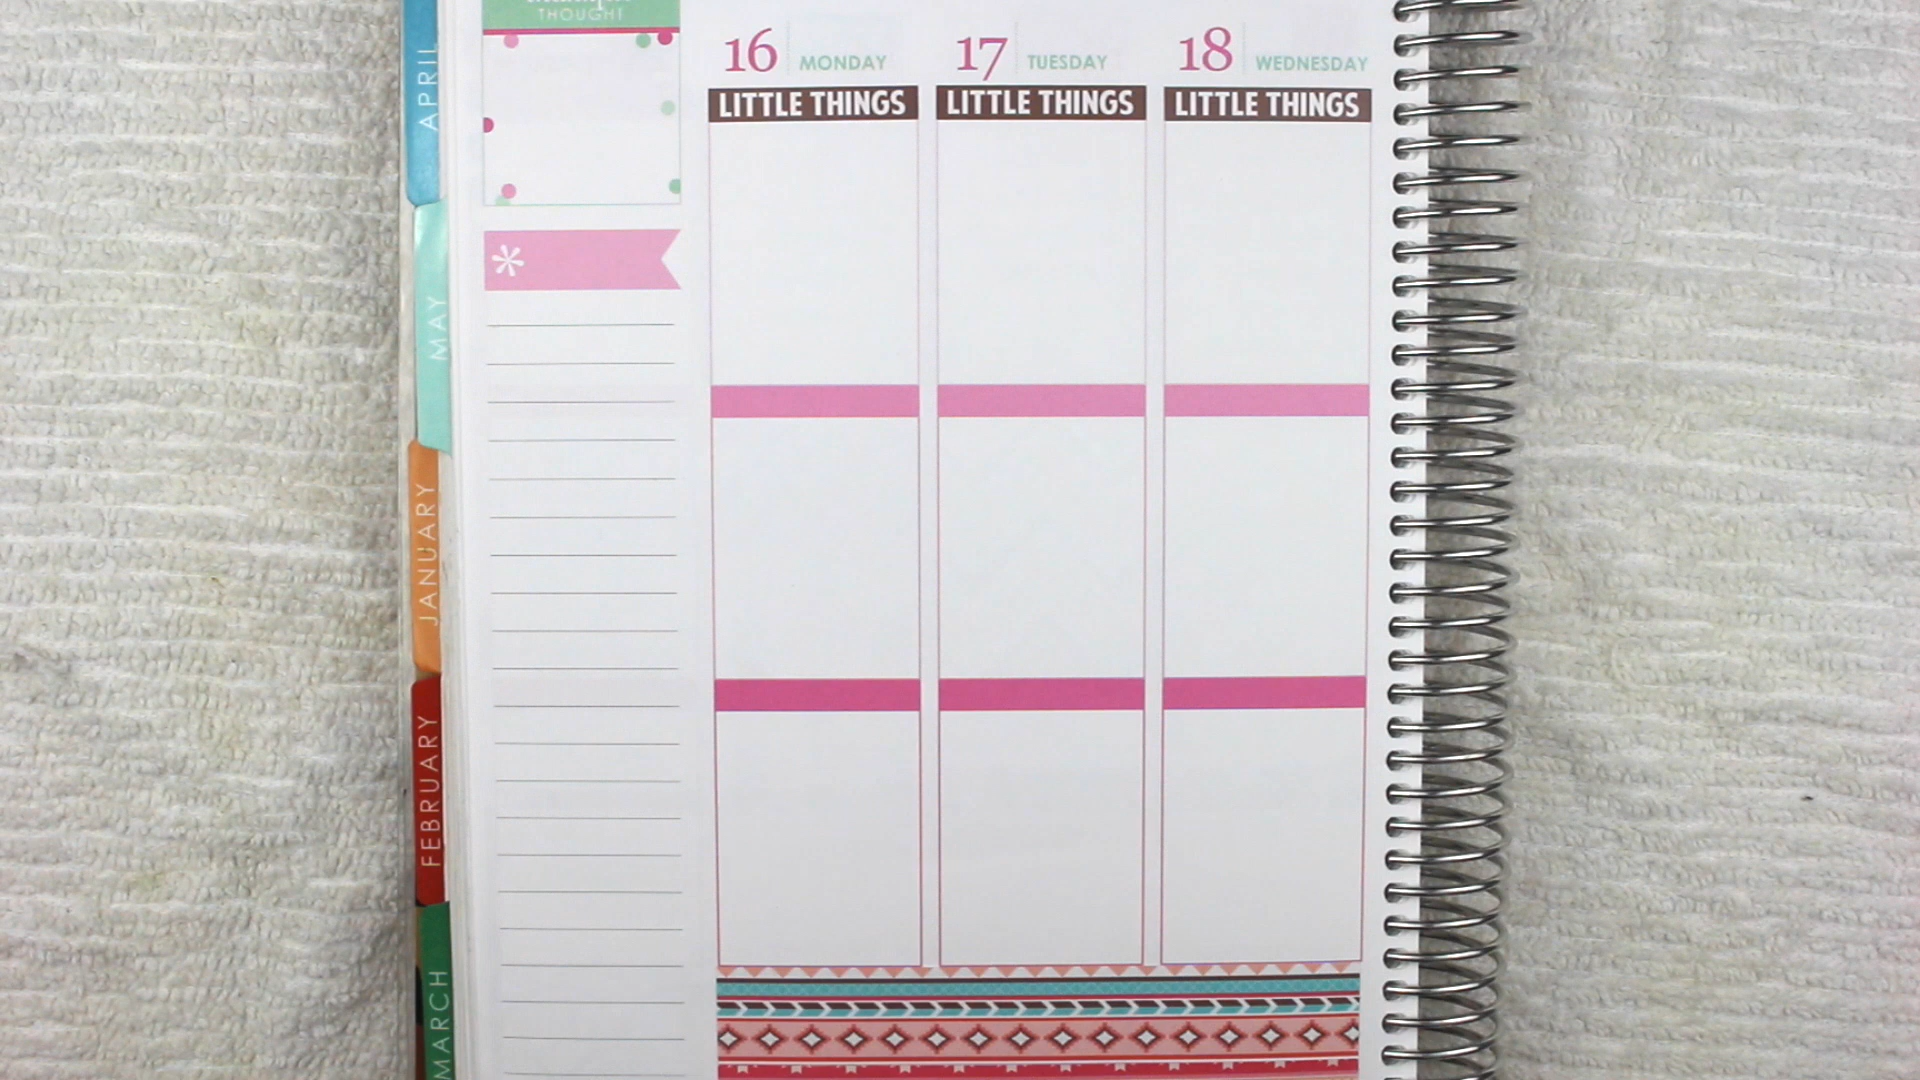 THOUGHT
16 MONDAY
17 TUESDAY
18 WEDNESDAY
LITTLE THINGS
LITTLE THINGS
LITTLE THINGS
APRIL
MAY
JANUARY
FEBRUARY
MARCH